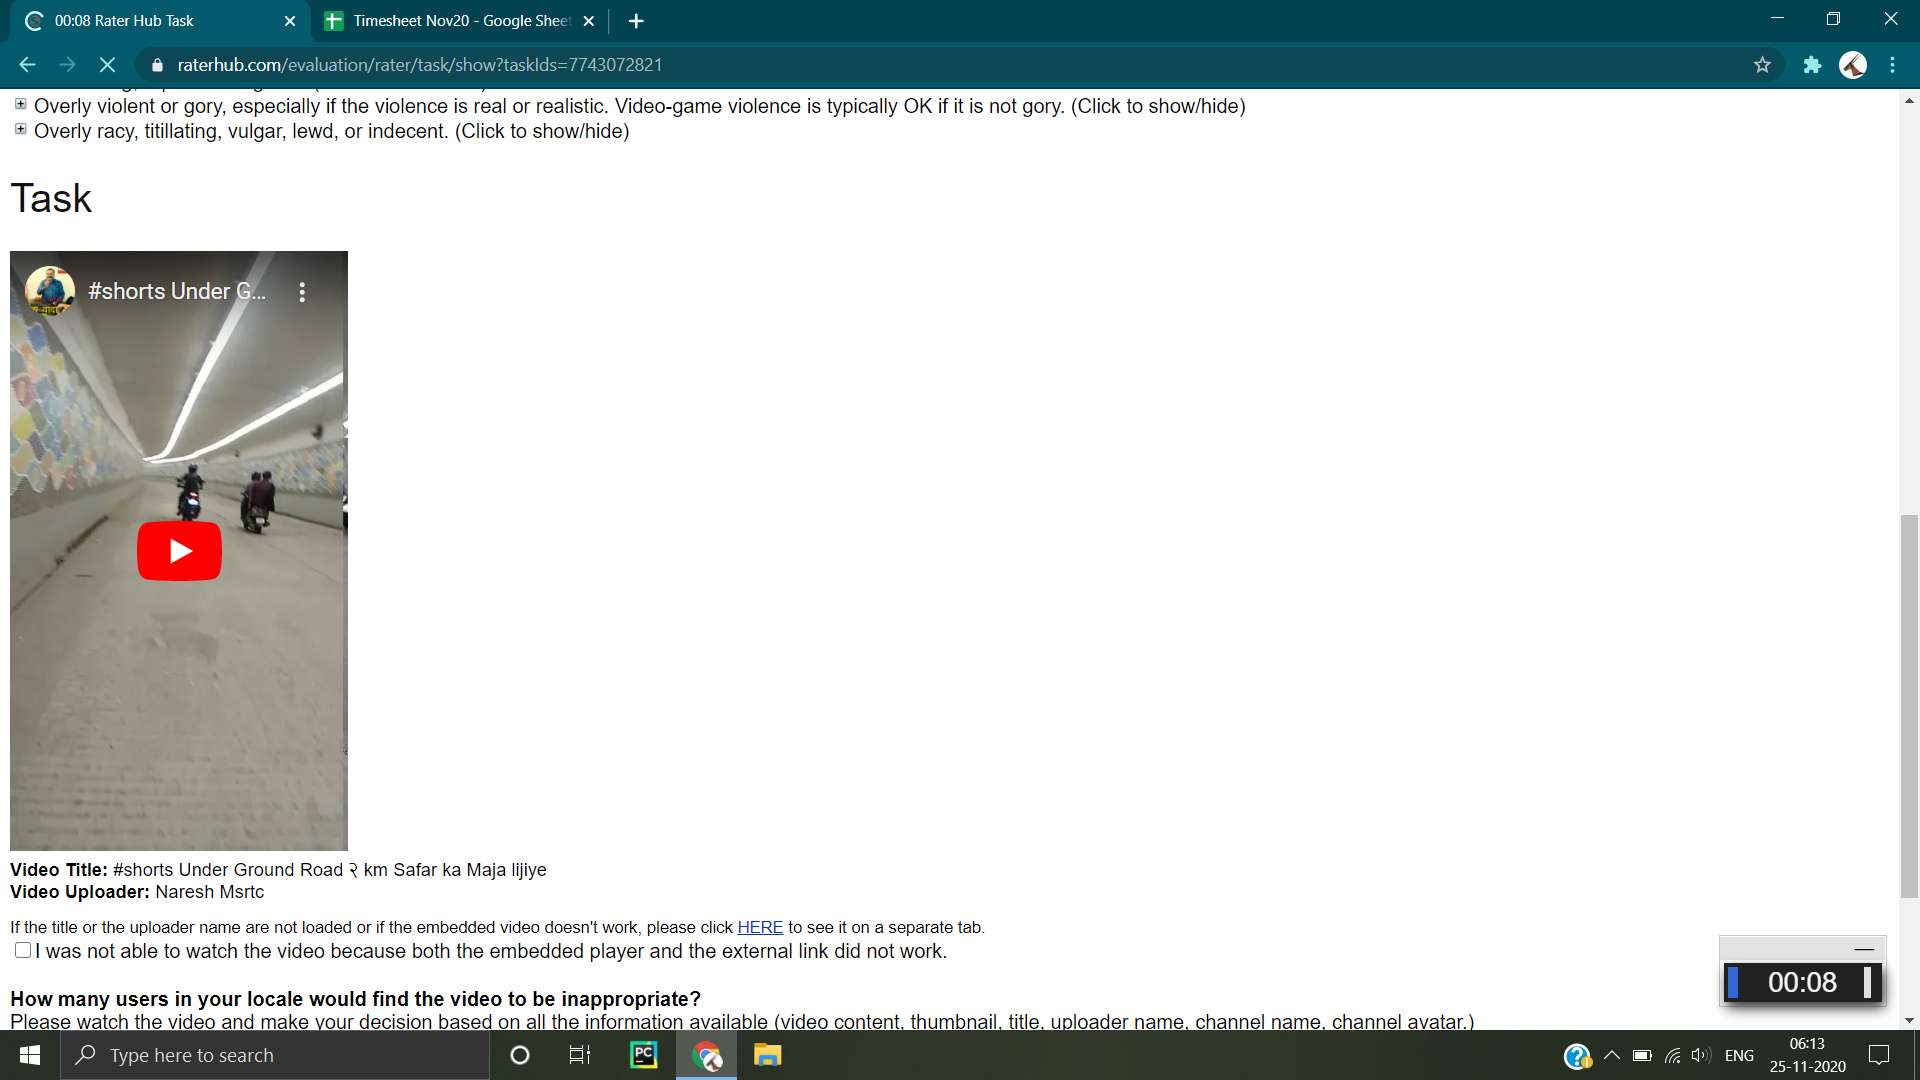 00:08 Rater Hub Task
Timesheet Nov20 - Google Sheet
raterhub.com/evaluation/rater/task/show?taskIds=7743072821
Overly violent or gory, especially if the violence is real or realistic. Video-game violence is typically OK if it is not gory. (Click to show/hide)
Overly racy, titillating, vulgar, lewd, or indecent. (Click to show/hide)
Task
#shorts Under G...
Video Title: #shorts Under Ground Road २ km Safar ka Maja lijiye
Video Uploader: Naresh Msrtc
If the title or the uploader name are not loaded or if the embedded video doesn't work, please click HERE to see it on a separate tab.
I was not able to watch the video because both the embedded player and the external link did not work.
00:08
How many users in your locale would find the video to be inappropriate?
Please watch the video and make your decision based on all the information available (video content, thumbnail, title, uploader name, channel name, channel avatar.)
Type here to search
PC
ENG
06:13
25-11-2020